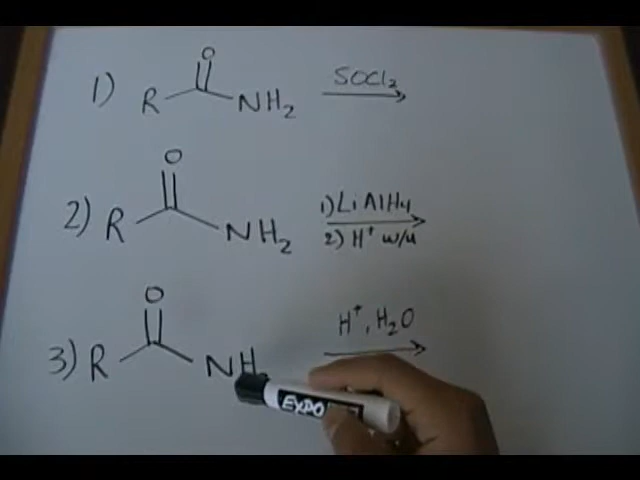 1) R O NH2 SOCl2
2) R O NH2 1) LiAlH4
2) H+ w/u
3) R O NH H+, H2O
EXPO